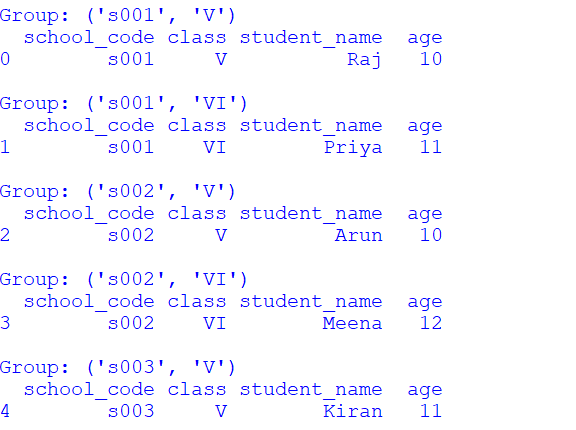 Group: ('s001', 'V')
  school_code class student_name  age
0        s001     V          Raj   10
Group: ('s001', 'VI')
  school_code class student_name  age
1        s001    VI        Priya   11
Group: ('s002', 'V')
  school_code class student_name  age
2        s002     V         Arun   10
Group: ('s002', 'VI')
  school_code class student_name  age
3        s002    VI        Meena   12
Group: ('s003', 'V')
  school_code class student_name  age
4        s003     V        Kiran   11